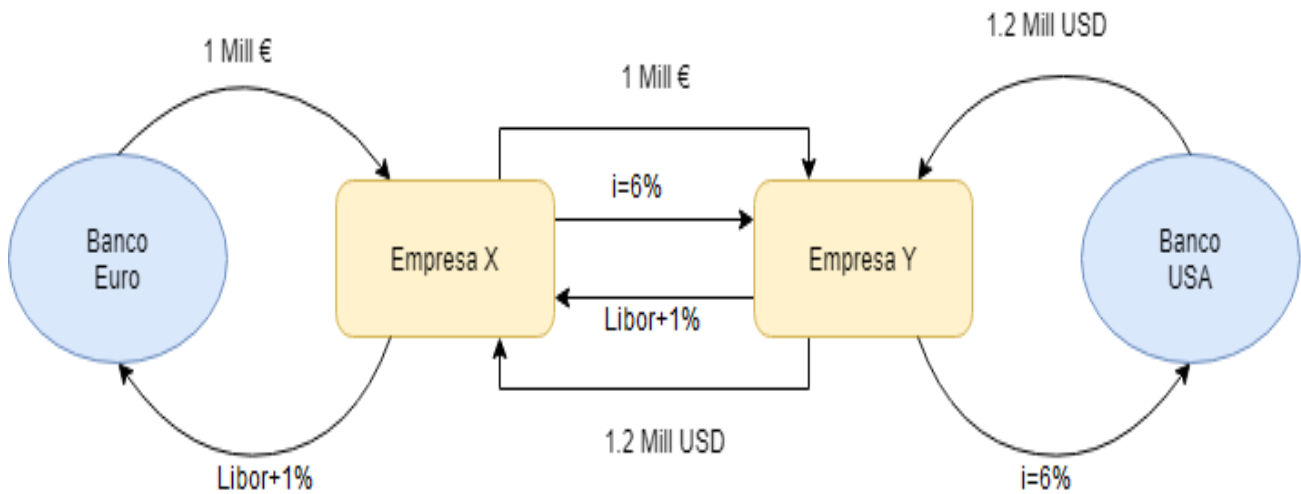 1 Mill €
1 Mill €
1.2 Mill USD
i=6%
Banco
Euro
Empresa X
Empresa Y
Banco
USA
Libor+1%
1.2 Mill USD
Libor+1%
i=6%